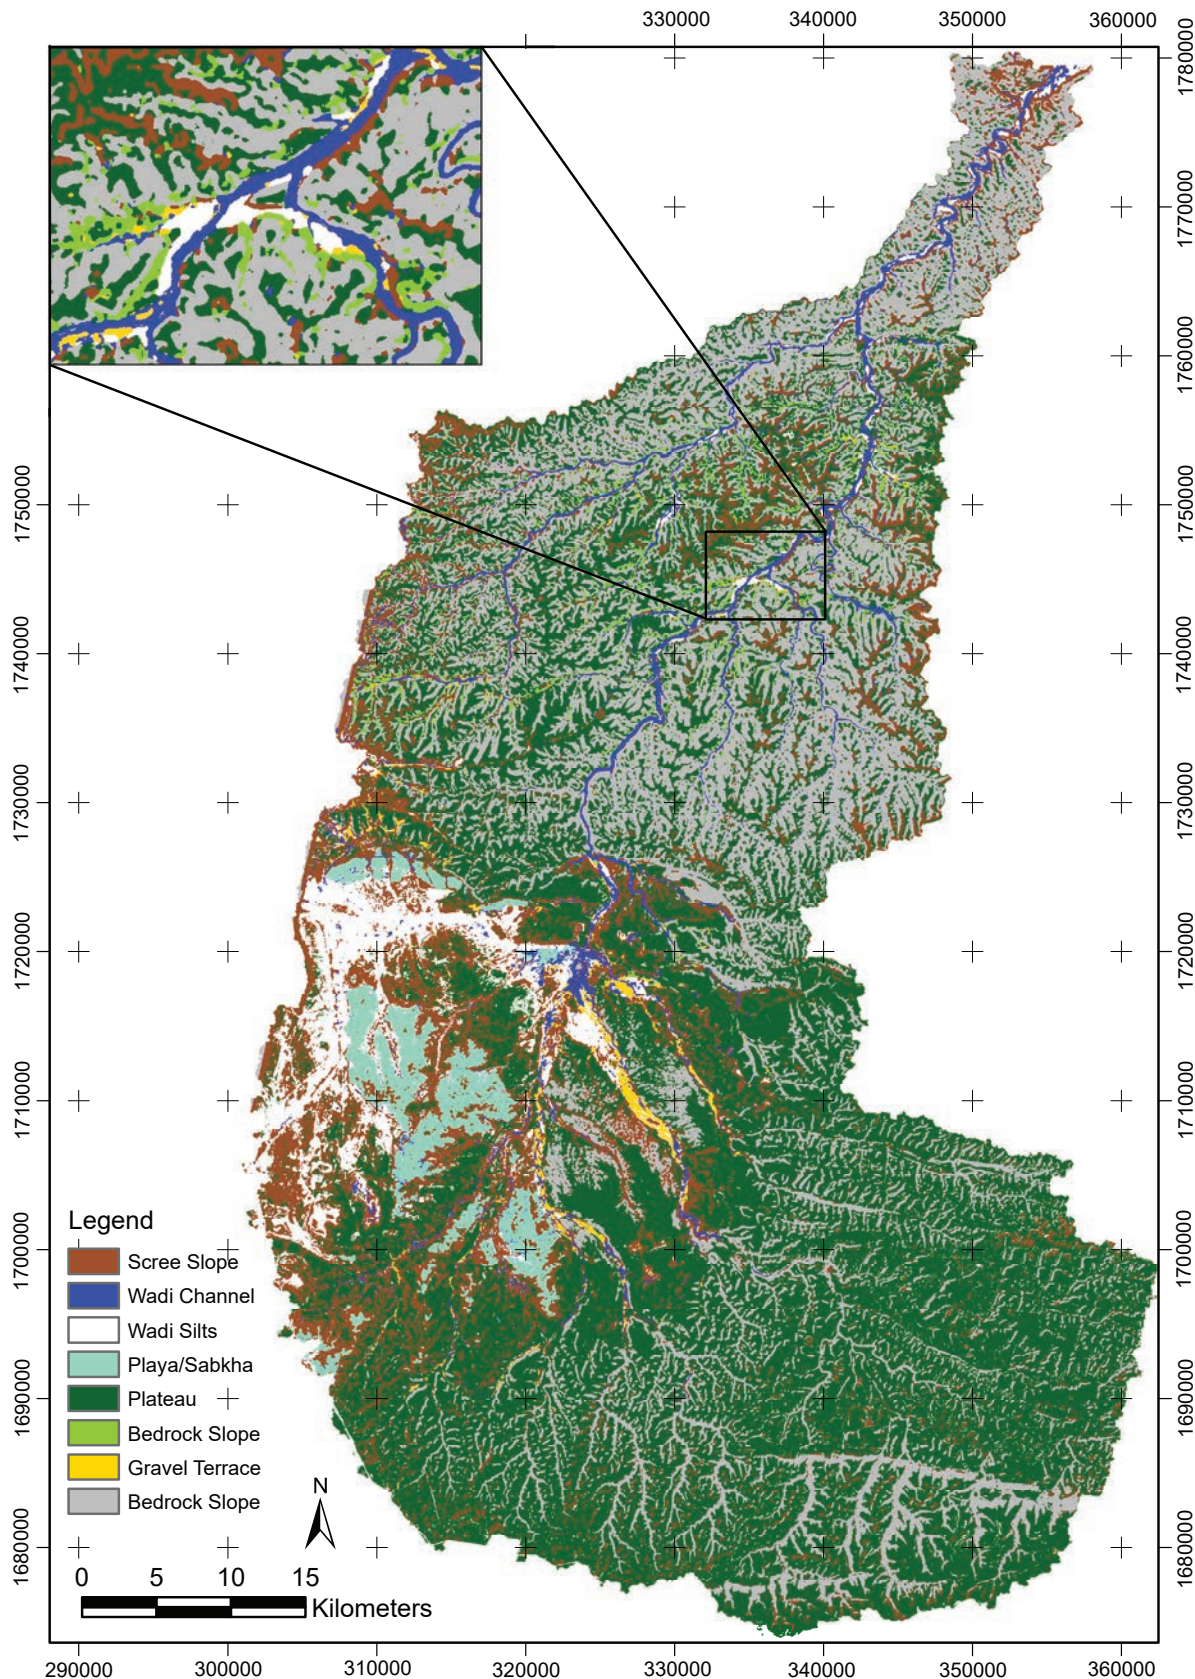 330000 340000 350000 360000
1780000 1780000
1770000
1760000
1750000 1750000
1740000 1740000
1730000 1730000
1720000 1720000
1710000 1710000
1700000 1700000
1690000 1690000
1680000 1680000
Legend
Scree Slope
Wadi Channel
Wadi Silts
Playa/Sabkha
Plateau
Bedrock Slope
Gravel Terrace
Bedrock Slope
N
0 5 10 15
Kilometers
290000 300000 310000 320000 330000 340000 350000 360000